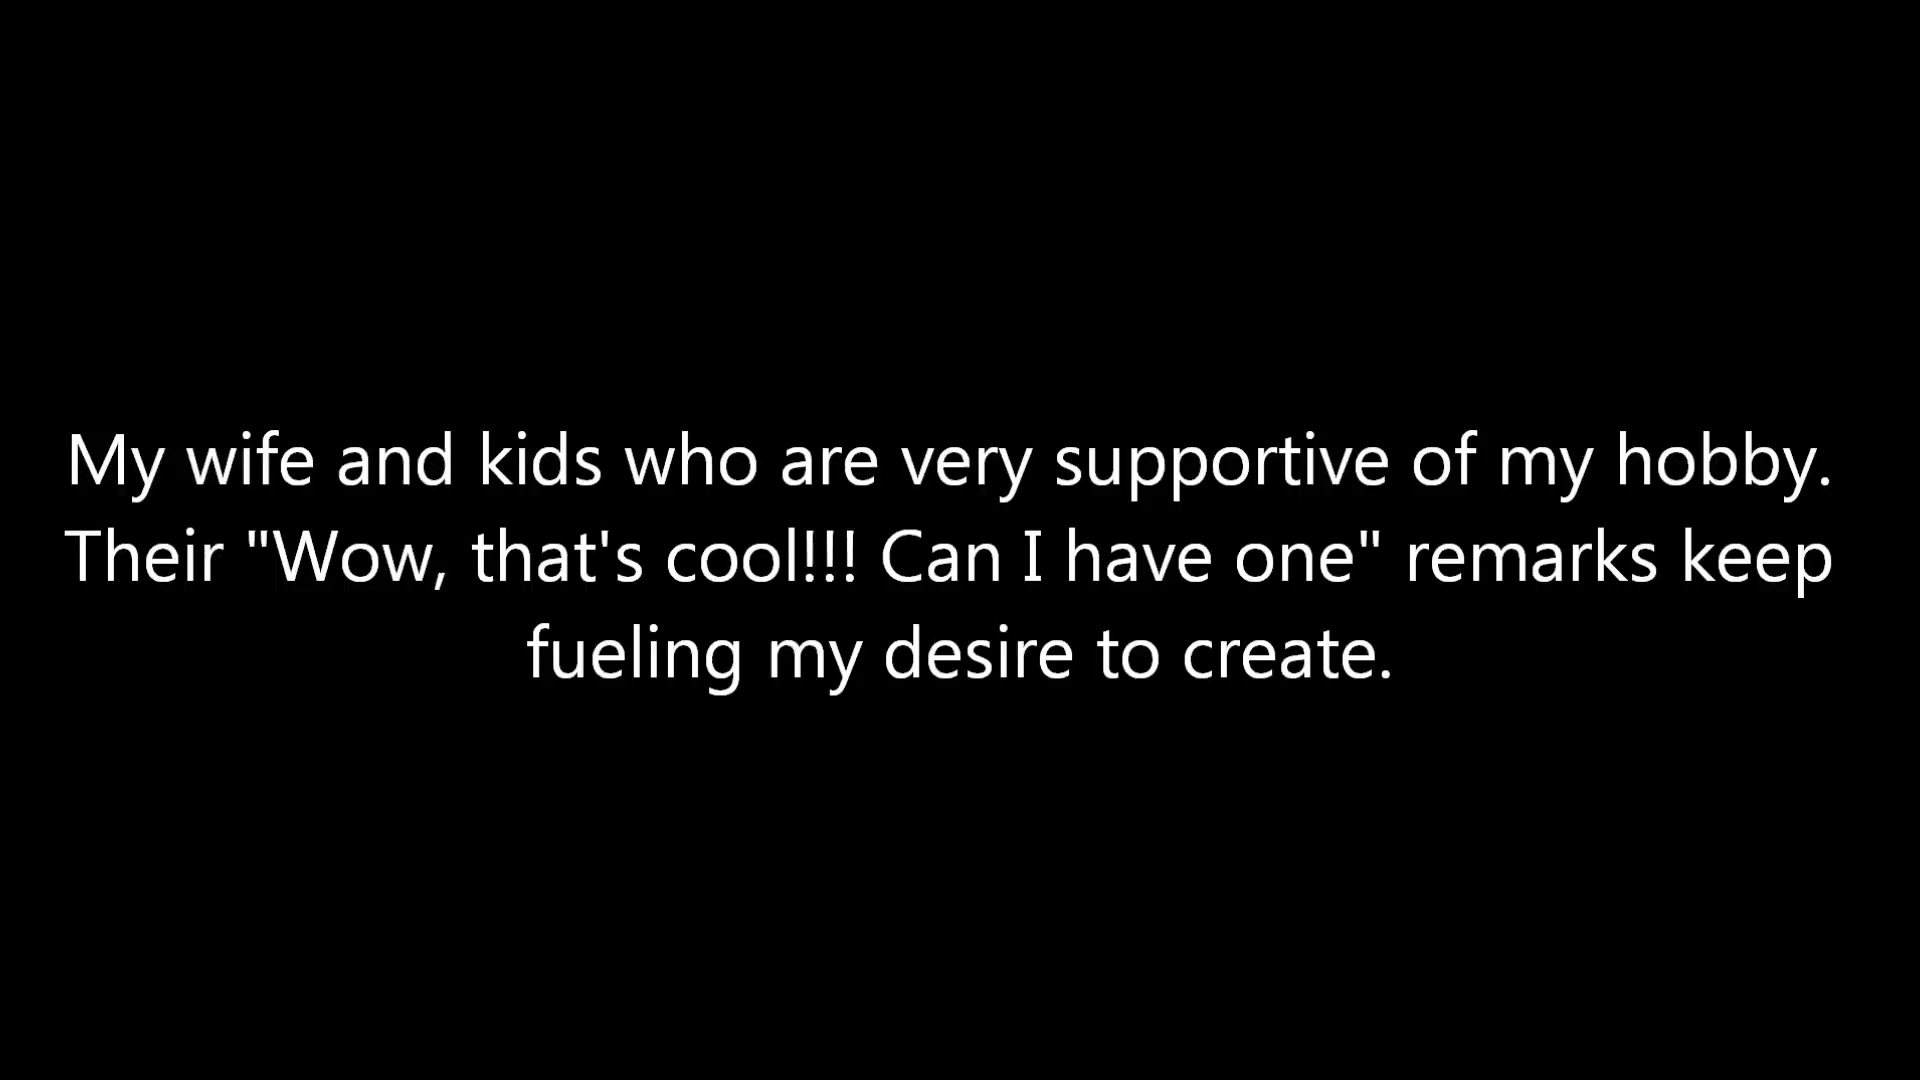 My wife and kids who are very supportive of my hobby.
Their "Wow, that's cool!!! Can I have one" remarks keep
fueling my desire to create.